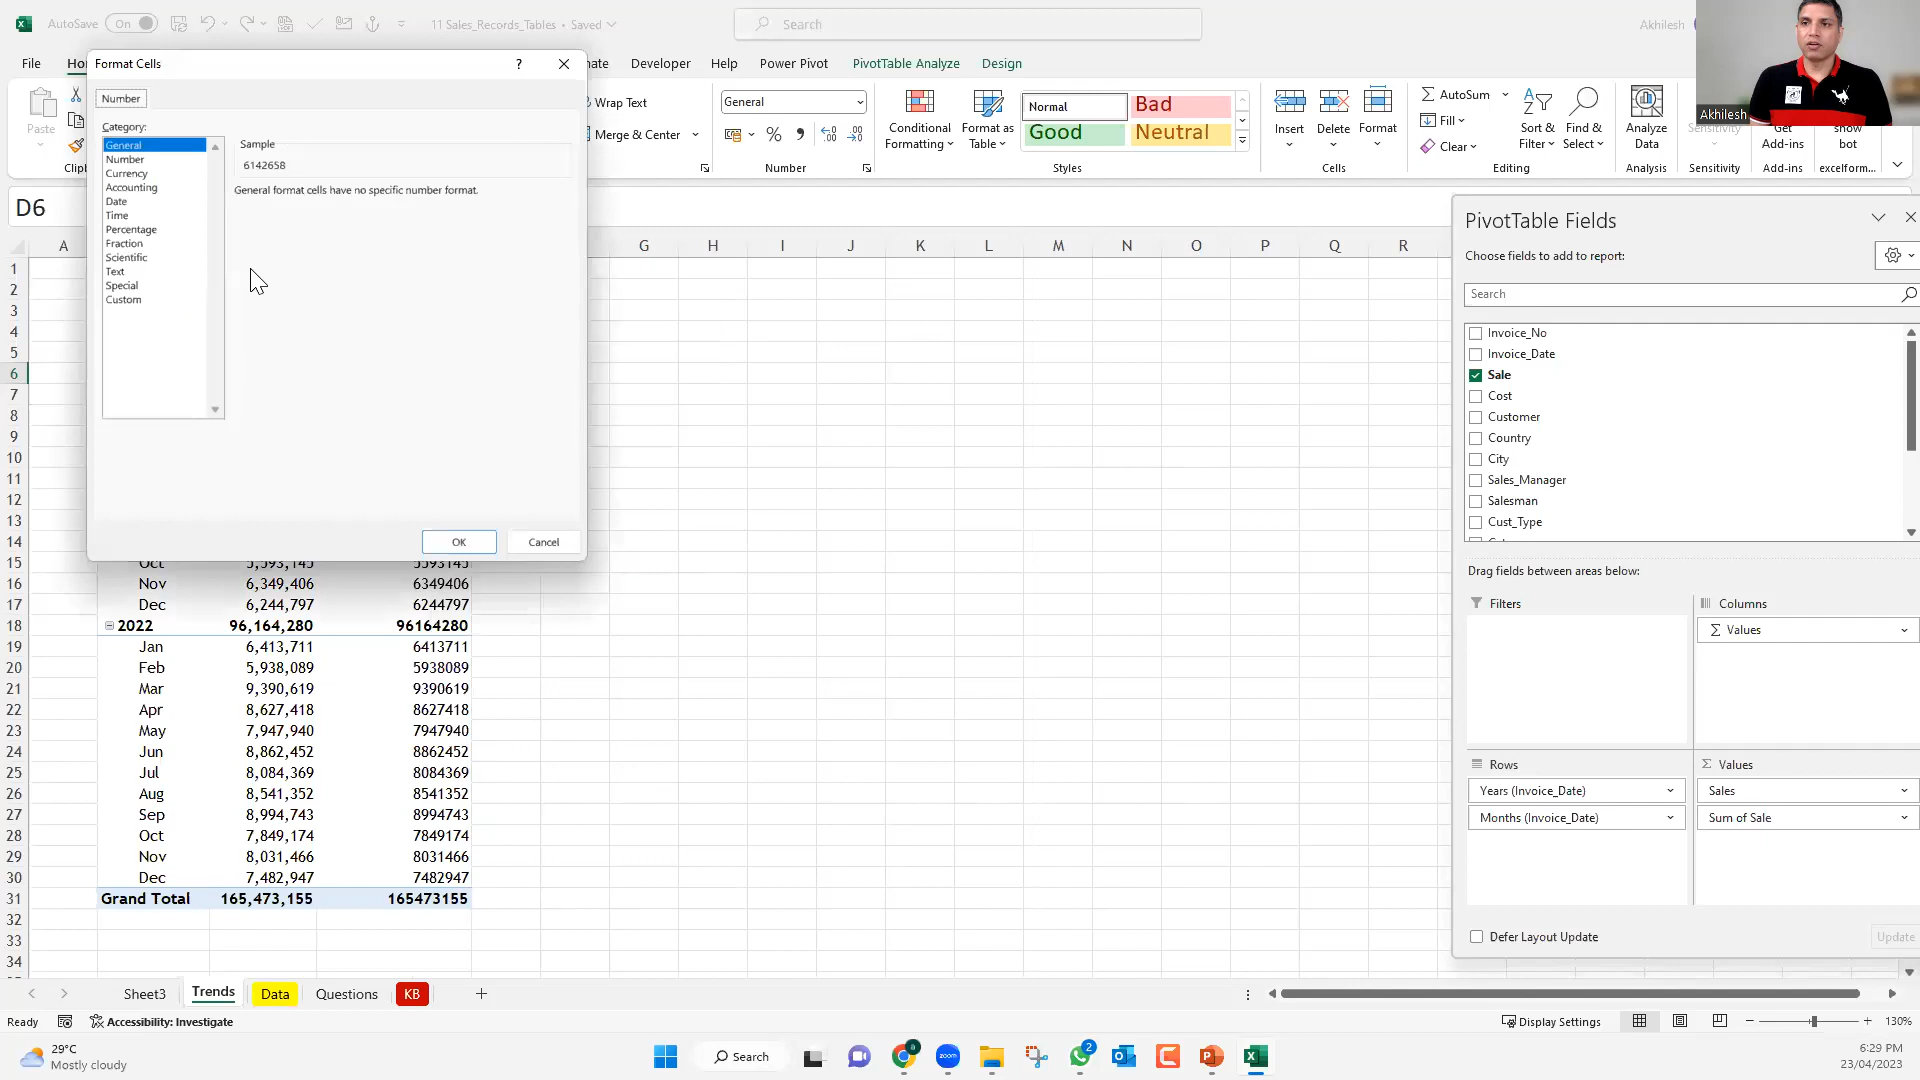 AutoSave On 11 Sales_Records_Tables • Saved Search Akhilesh
File Developer Help Power Pivot PivotTable Analyze Design
Format Cells ?
Number
Category:
General
Number
Currency
Accounting
Date
Time
Percentage
Fraction
Scientific
Text
Special
Custom
Sample
6142658
General format cells have no specific number format.
OK Cancel
Paste
Wrap Text
Merge & Center
General
% 9
Number
Conditional Formatting
Format as Table
Normal Bad
Good Neutral
Styles
Insert Delete Format
Cells
AutoSum
Fill
Clear
Sort & Filter
Find & Select
Editing
Analyze Data
Analysis
Sensitivity
Sensitivity
Get Add-ins
Add-ins
show bot
excelform...
Akhilesh
D6
A G H I J K L M N O P Q R
1
2
3
4
5
6
7
8
9
10
11
12
13
14
15 Oct 5,593,145 5593145
16 Nov 6,349,406 6349406
17 Dec 6,244,797 6244797
18 2022 96,164,280 96164280
19 Jan 6,413,711 6413711
20 Feb 5,938,089 5938089
21 Mar 9,390,619 9390619
22 Apr 8,627,418 8627418
23 May 7,947,940 7947940
24 Jun 8,862,452 8862452
25 Jul 8,084,369 8084369
26 Aug 8,541,352 8541352
27 Sep 8,994,743 8994743
28 Oct 7,849,174 7849174
29 Nov 8,031,466 8031466
30 Dec 7,482,947 7482947
31 Grand Total 165,473,155 165473155
32
33
34
PivotTable Fields
Choose fields to add to report:
Search
Invoice_No
Invoice_Date
Sale
Cost
Customer
Country
City
Sales_Manager
Salesman
Cust_Type
Drag fields between areas below:
Filters
Columns
Σ Values
Rows
Years (Invoice_Date)
Months (Invoice_Date)
Σ Values
Sales
Sum of Sale
Defer Layout Update Update
Sheet3 Trends Data Questions KB +
Ready Accessibility: Investigate Display Settings 130%
29°C
Mostly cloudy
Search
zoom
2
6:29 PM
23/04/2023